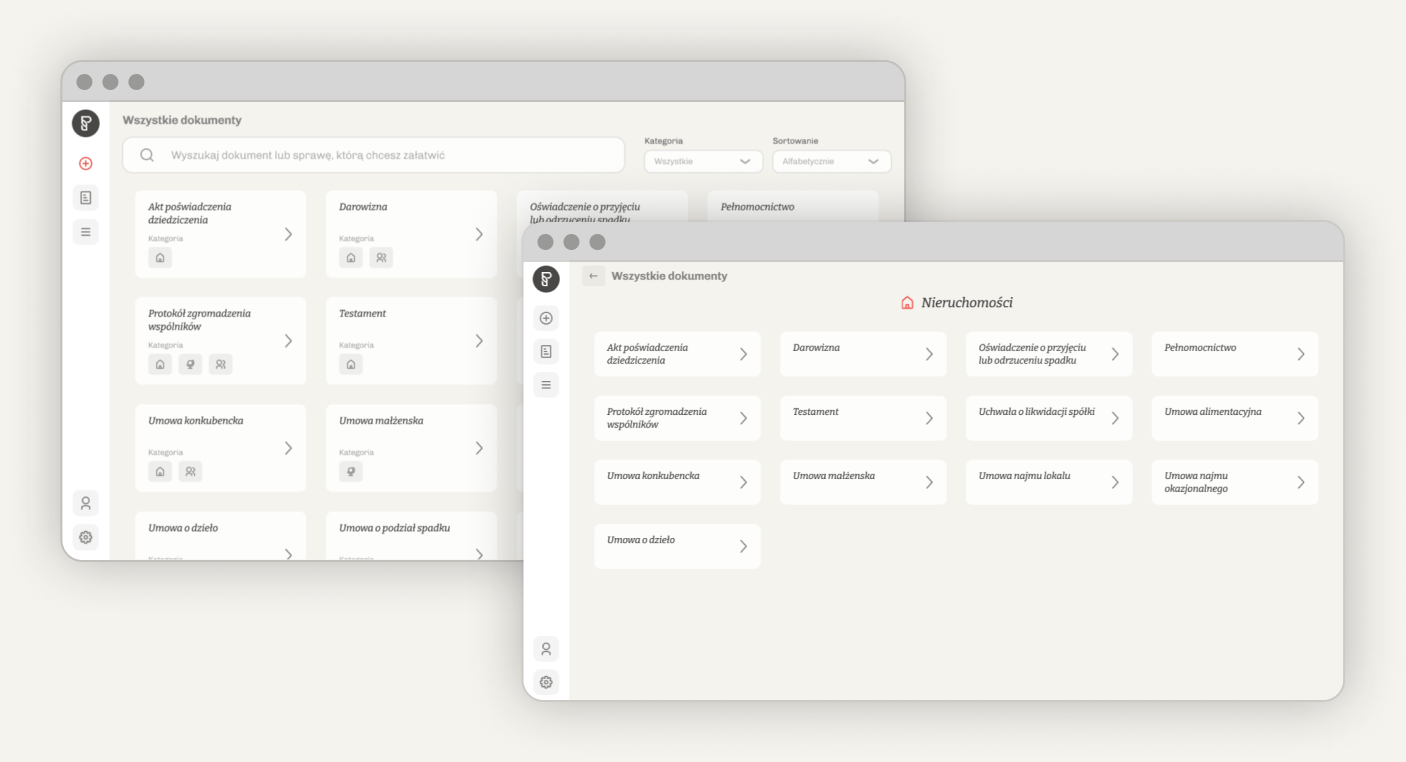 Wszystkie dokumenty
Wyszukaj dokument lub sprawę, którą chcesz załatwić
Kategoria
Wszystkie
Sortowanie
Alfabetycznie
Akt poświadczenia
dziedziczenia
Kategoria
Darowizna
Kategoria
Oświadczenie o przyjęciu
lub odrzuceniu spadku
Pełnomocnictwo
Protokół zgromadzenia
wspólników
Kategoria
Testament
Kategoria
Umowa konkubencka
Kategoria
Umowa małżenska
Kategoria
Umowa o dzieło
Kategoria
Umowa o podział spadku
Kategoria
Wszystkie dokumenty
Nieruchomości
Akt poświadczenia
dziedziczenia
Darowizna
Oświadczenie o przyjęciu
lub odrzuceniu spadku
Pełnomocnictwo
Protokół zgromadzenia
wspólników
Testament
Uchwała o likwidacji spółki
Umowa alimentacyjna
Umowa konkubencka
Umowa małżenska
Umowa najmu lokalu
Umowa najmu
okazjonalnego
Umowa o dzieło